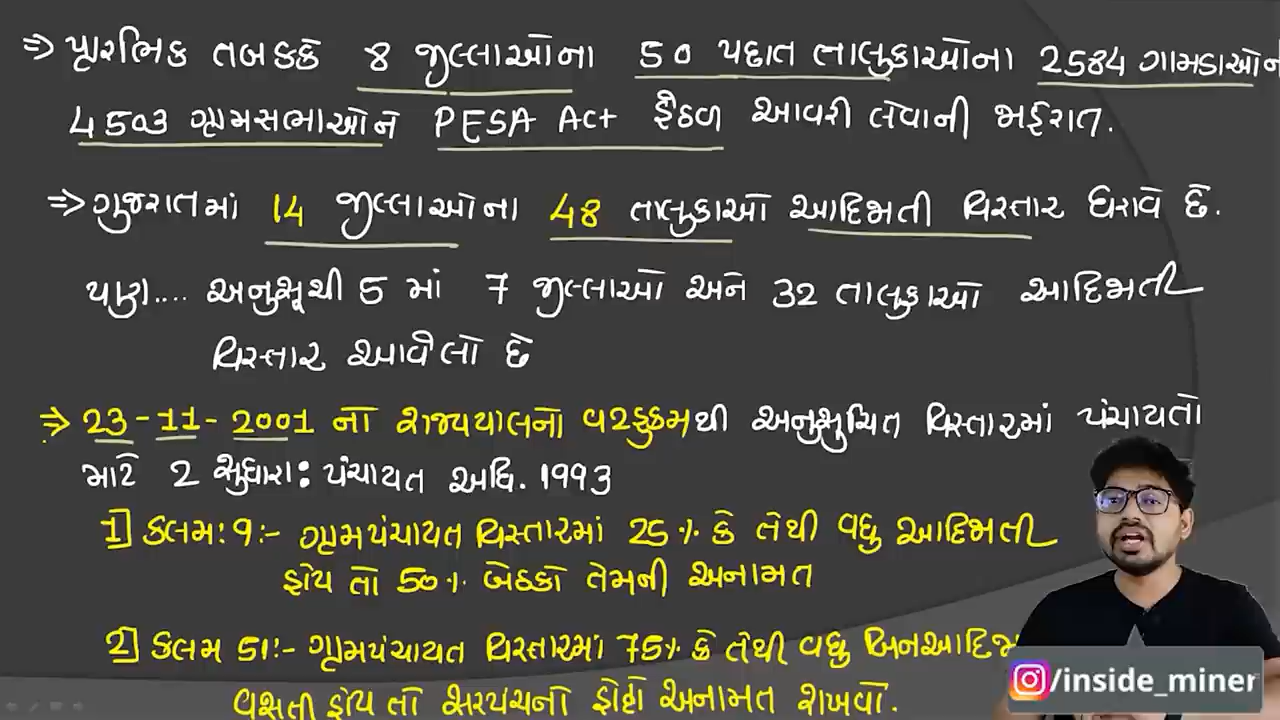 ⇒ પ્રારંભિક તબક્કે 8 જીલ્લાઓના 50 પછાત તાલુકાઓના 2584 ગામડાઓન
4503 ગ્રામસભાઓને PESA Act હેઠળ આવરી લેવાની જાહેરાત.
⇒ ગુજરાતમાં 14 જીલ્લાઓના 48 તાલુકાઓ આદિજાતી વિસ્તાર ધરાવે છે.
પણ.... અનુસૂચી 5 માં 7 જીલ્લાઓ અને 32 તાલુકાઓ આદિજાતી
વિસ્તાર આવેલો છે
⇒ 23-11-2001 ના રાજ્યપાલના વટહુકમથી અનુસુચિત વિસ્તારમાં પંચાયતો
માટે 2 સુધારા: પંચાયત અધિ. 1993
1] કલમ: 9:- ગ્રામપંચાયત વિસ્તારમાં 25% કે તેથી વધુ આદિજાતી
હોય તો 50% બેઠકો તેમની અનામત
2] કલમ 51:- ગ્રામપંચાયત વિસ્તારમાં 75% કે તેથી વધુ બિનઆદિજા
વસતી હોય તો સરપંચનો હોદ્દો અનામત રાખવો.
/inside_miner